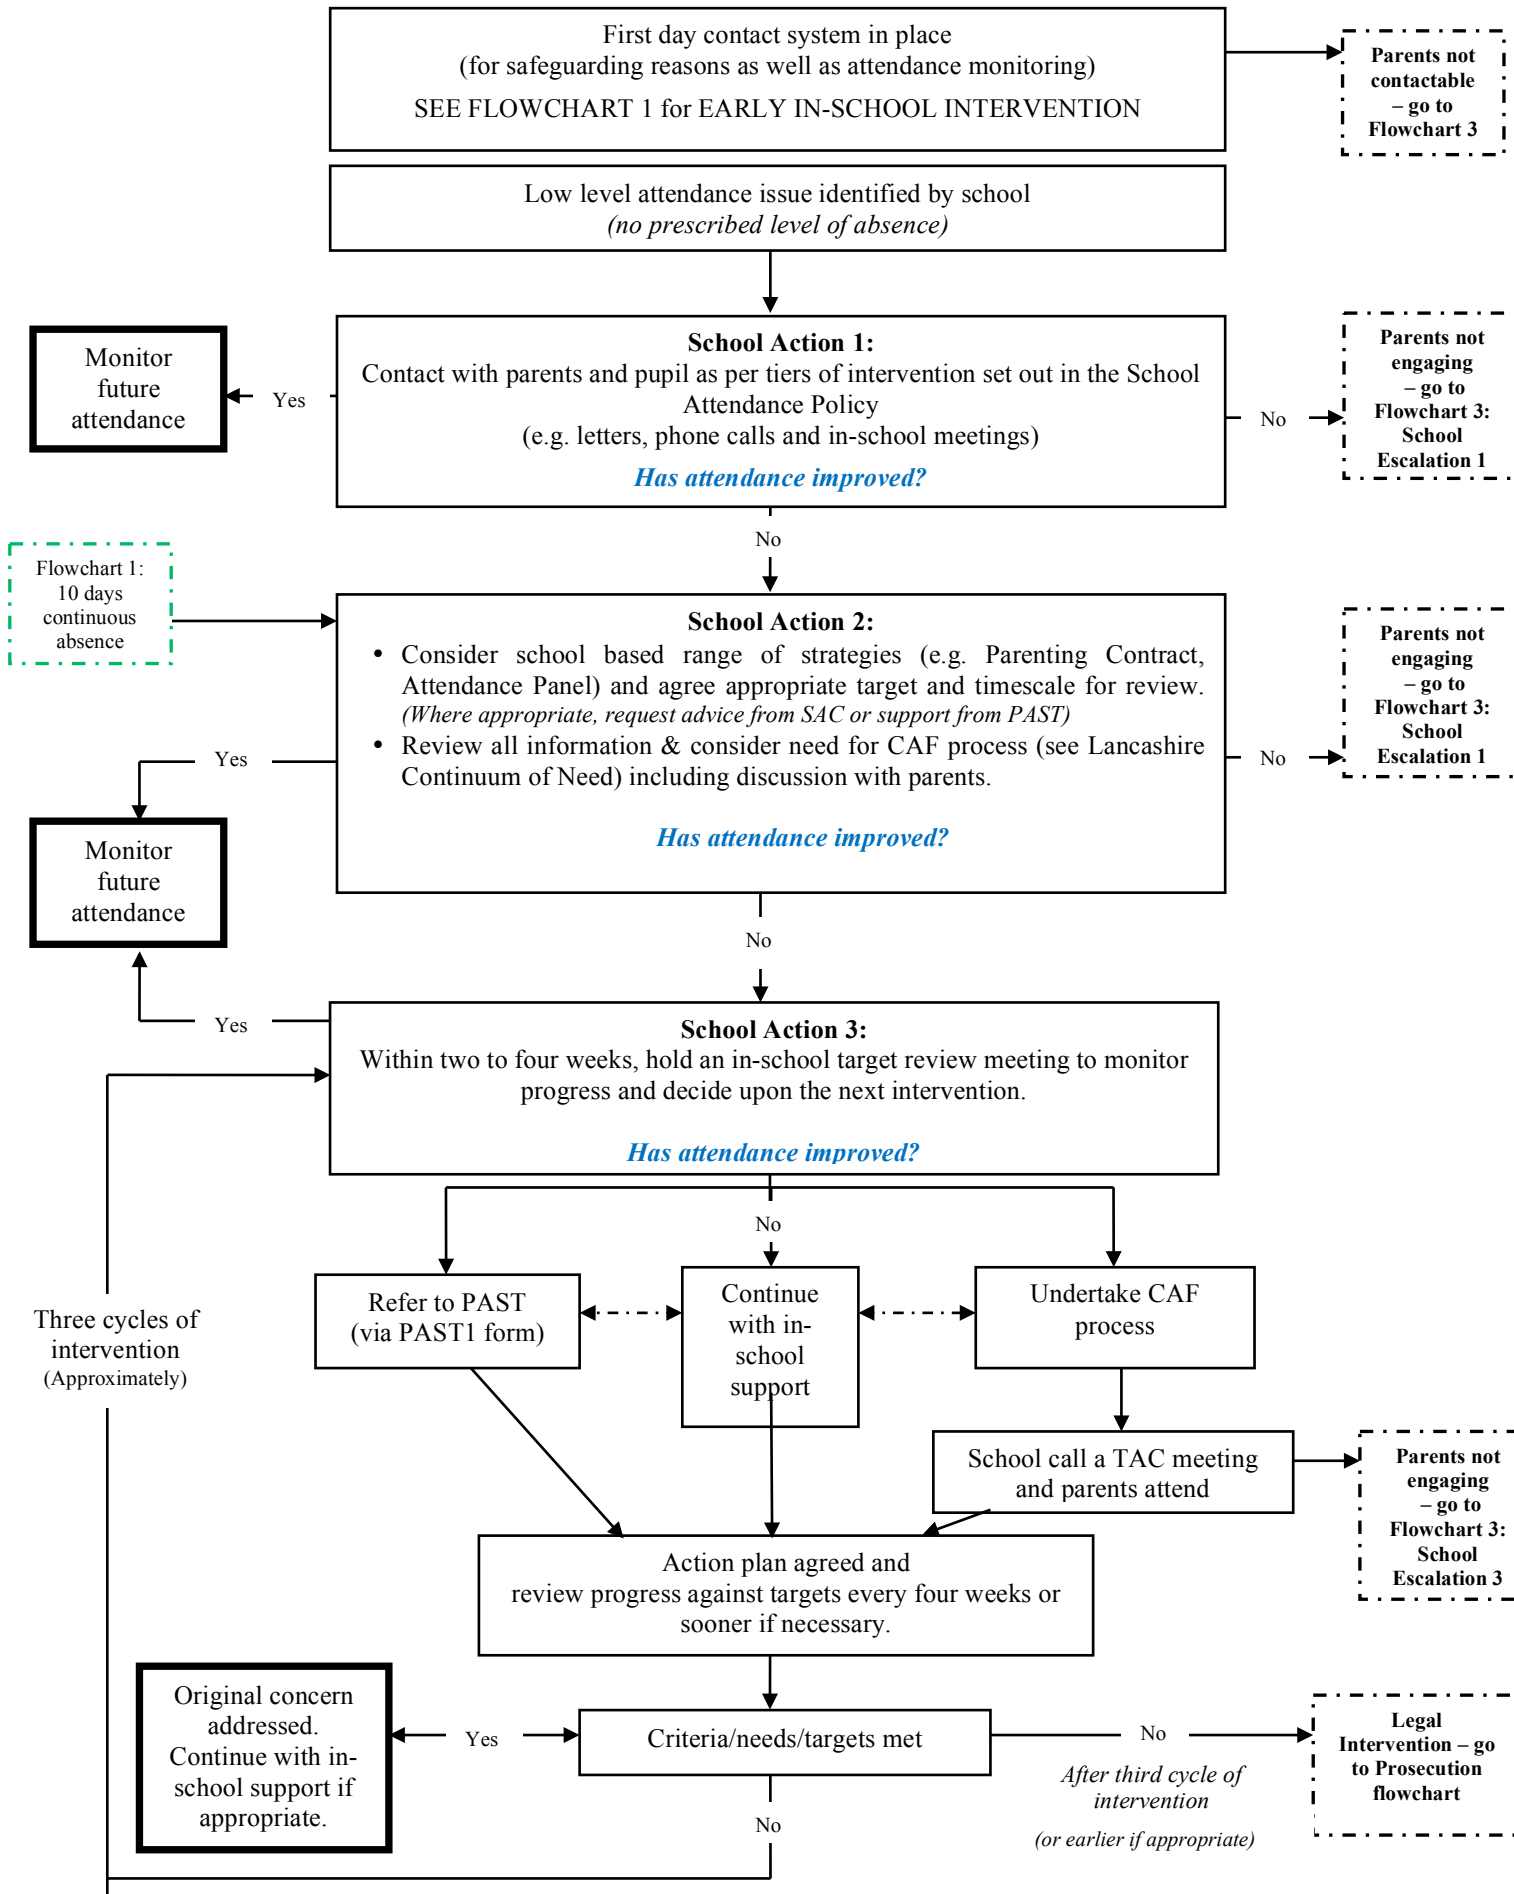 First day contact system in place
(for safeguarding reasons as well as attendance monitoring)
SEE FLOWCHART 1 for EARLY IN-SCHOOL INTERVENTION
Parents not
contactable
– go to
Flowchart 3
Low level attendance issue identified by school
(no prescribed level of absence)
Monitor
future
attendance
Yes
School Action 1:
Contact with parents and pupil as per tiers of intervention set out in the School
Attendance Policy
(e.g. letters, phone calls and in-school meetings)
Has attendance improved?
No
Parents not
engaging
– go to
Flowchart 3:
School
Escalation 1
No
Flowchart 1:
10 days
continuous
absence
School Action 2:
• Consider school based range of strategies (e.g. Parenting Contract,
Attendance Panel) and agree appropriate target and timescale for review.
(Where appropriate, request advice from SAC or support from PAST)
• Review all information & consider need for CAF process (see Lancashire
Continuum of Need) including discussion with parents.
Has attendance improved?
No
Parents not
engaging
– go to
Flowchart 3:
School
Escalation 1
Yes
Monitor
future
attendance
No
Yes
School Action 3:
Within two to four weeks, hold an in-school target review meeting to monitor
progress and decide upon the next intervention.
Has attendance improved?
No
Three cycles of
intervention
(Approximately)
Refer to PAST
(via PAST1 form)
Continue
with in-
school
support
Undertake CAF
process
School call a TAC meeting
and parents attend
Parents not
engaging
– go to
Flowchart 3:
School
Escalation 3
Action plan agreed and
review progress against targets every four weeks or
sooner if necessary.
Original concern
addressed.
Continue with in-
school support if
appropriate.
Yes
Criteria/needs/targets met
No
After third cycle of
intervention
(or earlier if appropriate)
Legal
Intervention – go
to Prosecution
flowchart
No